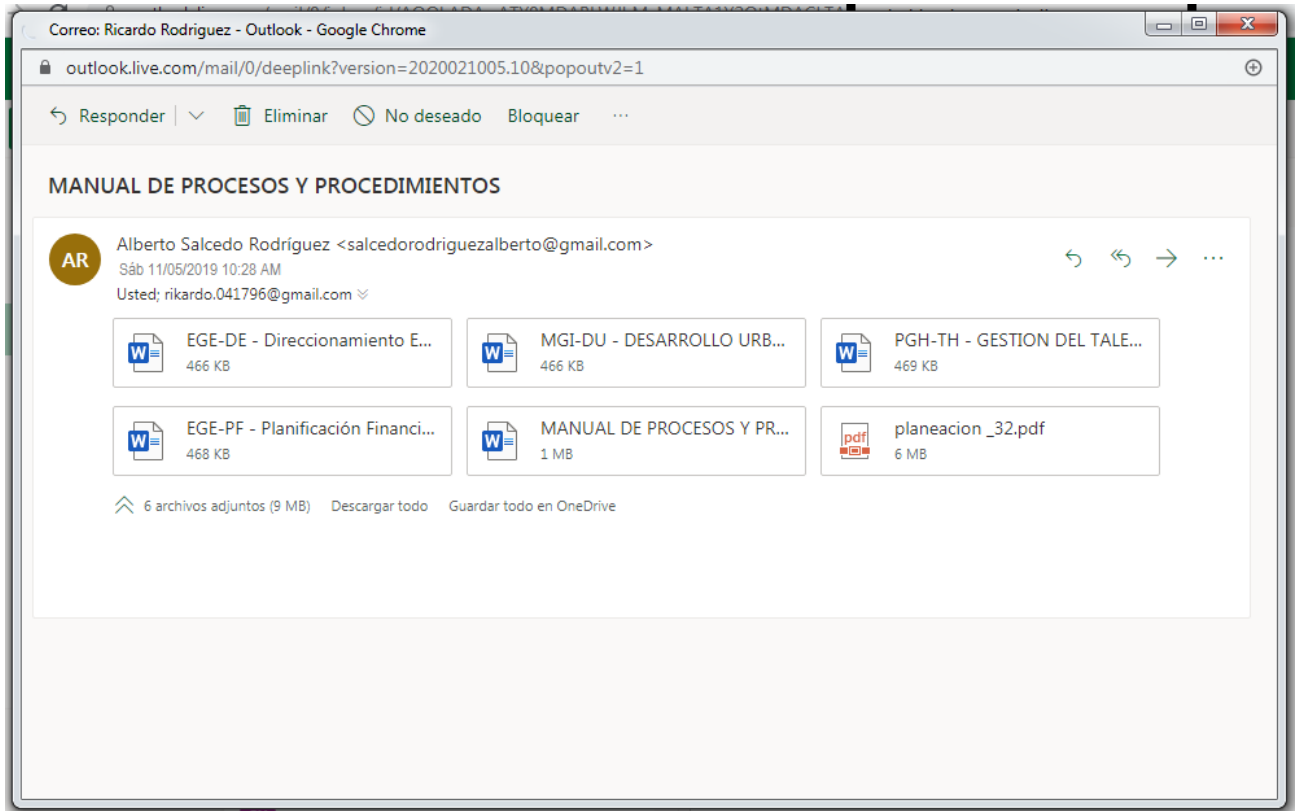 Correo: Ricardo Rodriguez - Outlook - Google Chrome
outlook.live.com/mail/0/deeplink?version=2020021005.10&popoutv2=1
Responder Eliminar No deseado Bloquear ...
MANUAL DE PROCESOS Y PROCEDIMIENTOS
AR
Alberto Salcedo Rodríguez <salcedorodriguezalberto@gmail.com>
Sáb 11/05/2019 10:28 AM
Usted; rikardo.041796@gmail.com
EGE-DE - Direccionamiento E... MGI-DU - DESARROLLO URB... PGH-TH - GESTION DEL TALE...
466 KB 466 KB 469 KB
EGE-PF - Planificación Financi... MANUAL DE PROCESOS Y PR... planeacion _32.pdf
468 KB 1 MB 6 MB
6 archivos adjuntos (9 MB) Descargar todo Guardar todo en OneDrive